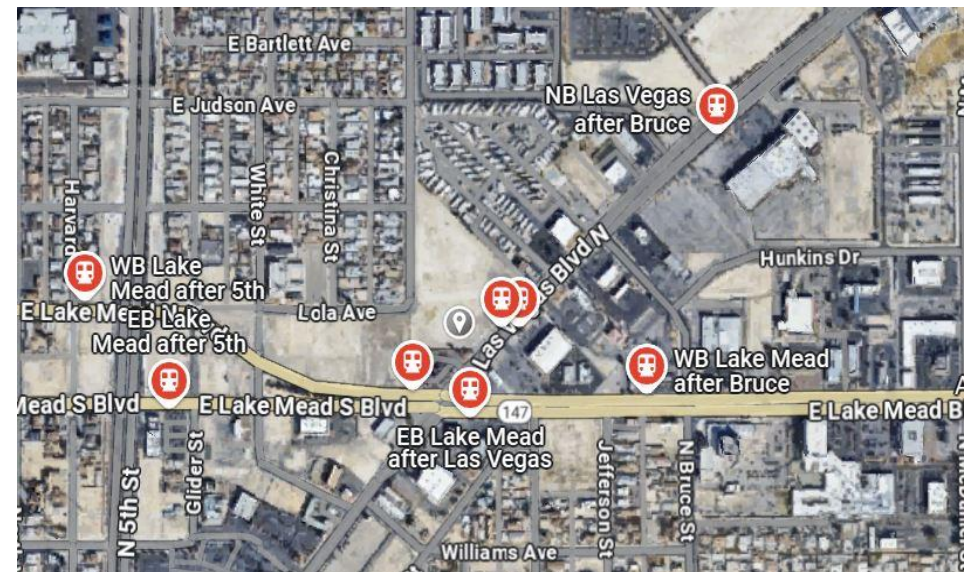 E Bartlett Ave
E Judson Ave
NB Las Vegas
after Bruce
Harvard
White St
Christina St
WB Lake
Mead after 5th
Hunkins Dr
Blvd N
Las
E Lake
Lola Ave
EB Lake
Mead after 5th
WB Lake Mead
after Bruce
Mead S Blvd
E Lake Mead S Blvd
147
E Lake Mead B
EB Lake Mead
after Las Vegas
Glider St
N 5th St
Jefferson St
N Bruce St
Williams Ave